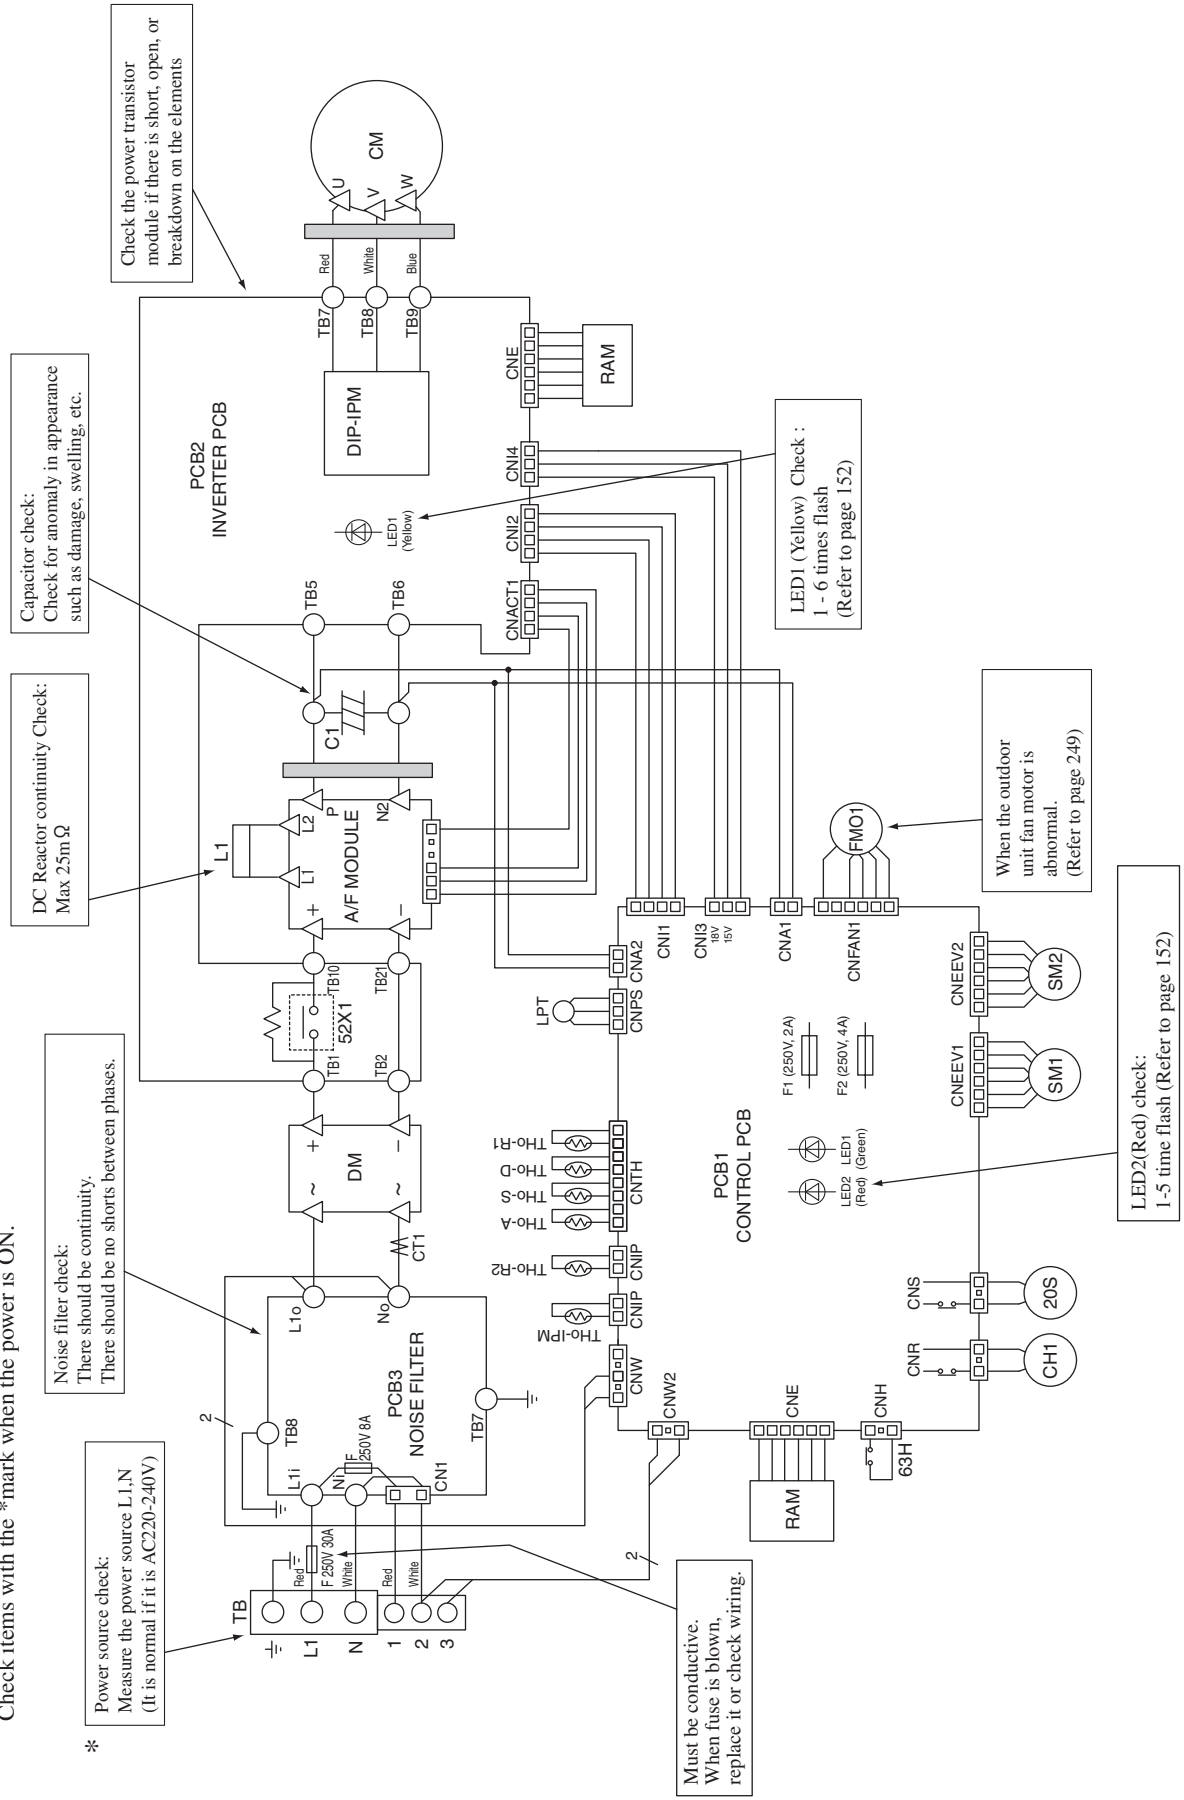 Check items with the *mark when the power is ON.
*
Power source check:
Measure the power source L1,N
(It is normal if it is AC220-240V)
Noise filter check:
There should be continuity.
There should be no shorts between phases.
DC Reactor continuity Check:
Max 25mΩ
Capacitor check:
Check for anomaly in appearance
such as damage, swelling, etc.
Check the power transistor
module if there is short, open, or
breakdown on the elements
TB
L1
N
1
2
3
Red
F 250V 30A
White
Red
White
2
TB8
L1i
Ni
F
250V 8A
CN1
PCB3
NOISE FILTER
TB7
L1o
No
CT1
~
~
DM
+
−
TB1
TB2
52X1
TB10
TB21
+
−
L1
L1
L2
A/F MODULE
P
N2
C1
TB5
TB6
PCB2
INVERTER PCB
LED1
(Yellow)
DIP-IPM
TB7
TB8
TB9
Red
White
Blue
U
V
W
CM
CNACT1
CNI2
CNI4
CNE
RAM
LED1 (Yellow) Check :
1 - 6 times flash
(Refer to page 152)
Must be conductive.
When fuse is blown,
replace it or check wiring.
2
CNW2
CNW
THo-IPM
CNIP
THo-R2
CNIP
THo-A
THo-S
THo-D
THo-R1
CNTH
LPT
CNPS
CNA2
CNI1
CNI3
18V
15V
CNA1
CNFAN1
FMO1
When the outdoor
unit fan motor is
abnormal.
(Refer to page 249)
PCB1
CONTROL PCB
F1 (250V, 2A)
F2 (250V, 4A)
LED2
(Red)
LED1
(Green)
CNE
RAM
CNH
63H
CNR
CH1
CNS
20S
CNEEV1
SM1
CNEEV2
SM2
LED2(Red) check:
1-5 time flash (Refer to page 152)